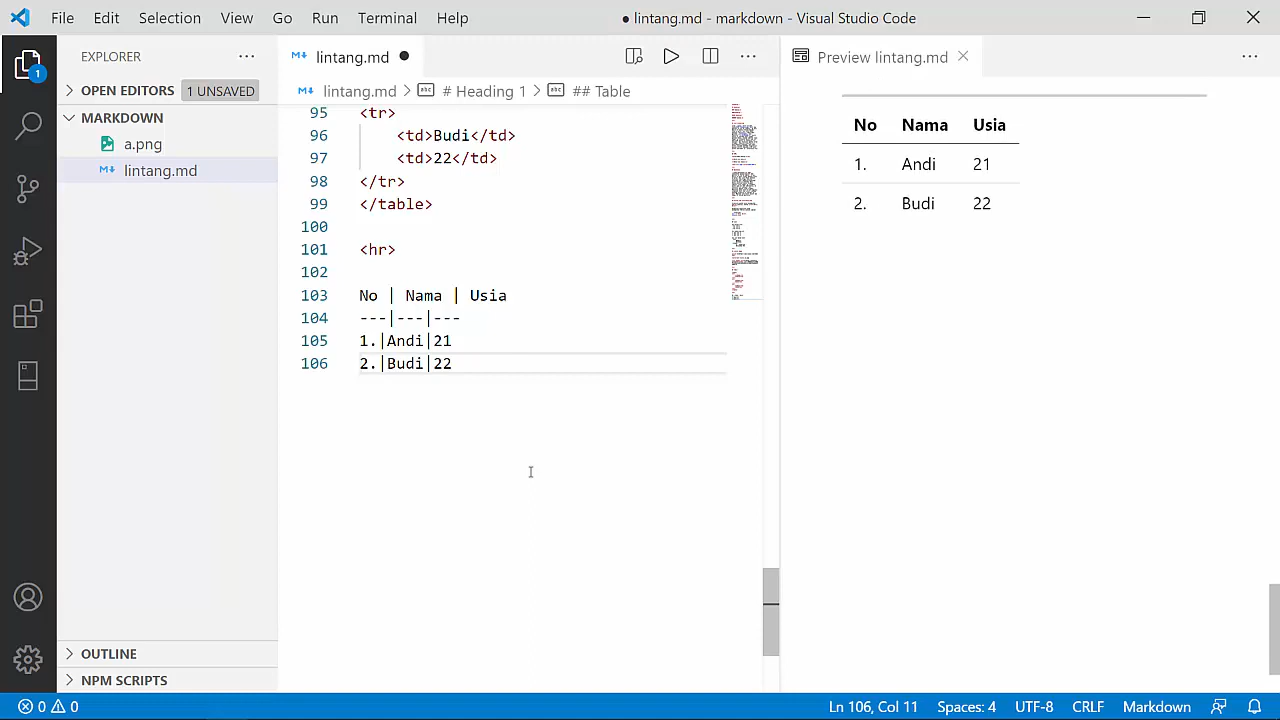 File Edit Selection View Go Run Terminal Help ● lintang.md - markdown - Visual Studio Code
EXPLORER
1
OPEN EDITORS 1 UNSAVED
MARKDOWN
a.png
lintang.md
OUTLINE
NPM SCRIPTS
lintang.md ●
lintang.md > # Heading 1 > ## Table
95 <tr>
96 <td>Budi</td>
97 <td>22</td>
98 </tr>
99 </table>
100
101 <hr>
102
103 No | Nama | Usia
104 ---|---|---
105 1.|Andi|21
106 2.|Budi|22
Preview lintang.md
No Nama Usia
1. Andi 21
2. Budi 22
0 0 Ln 106, Col 11 Spaces: 4 UTF-8 CRLF Markdown